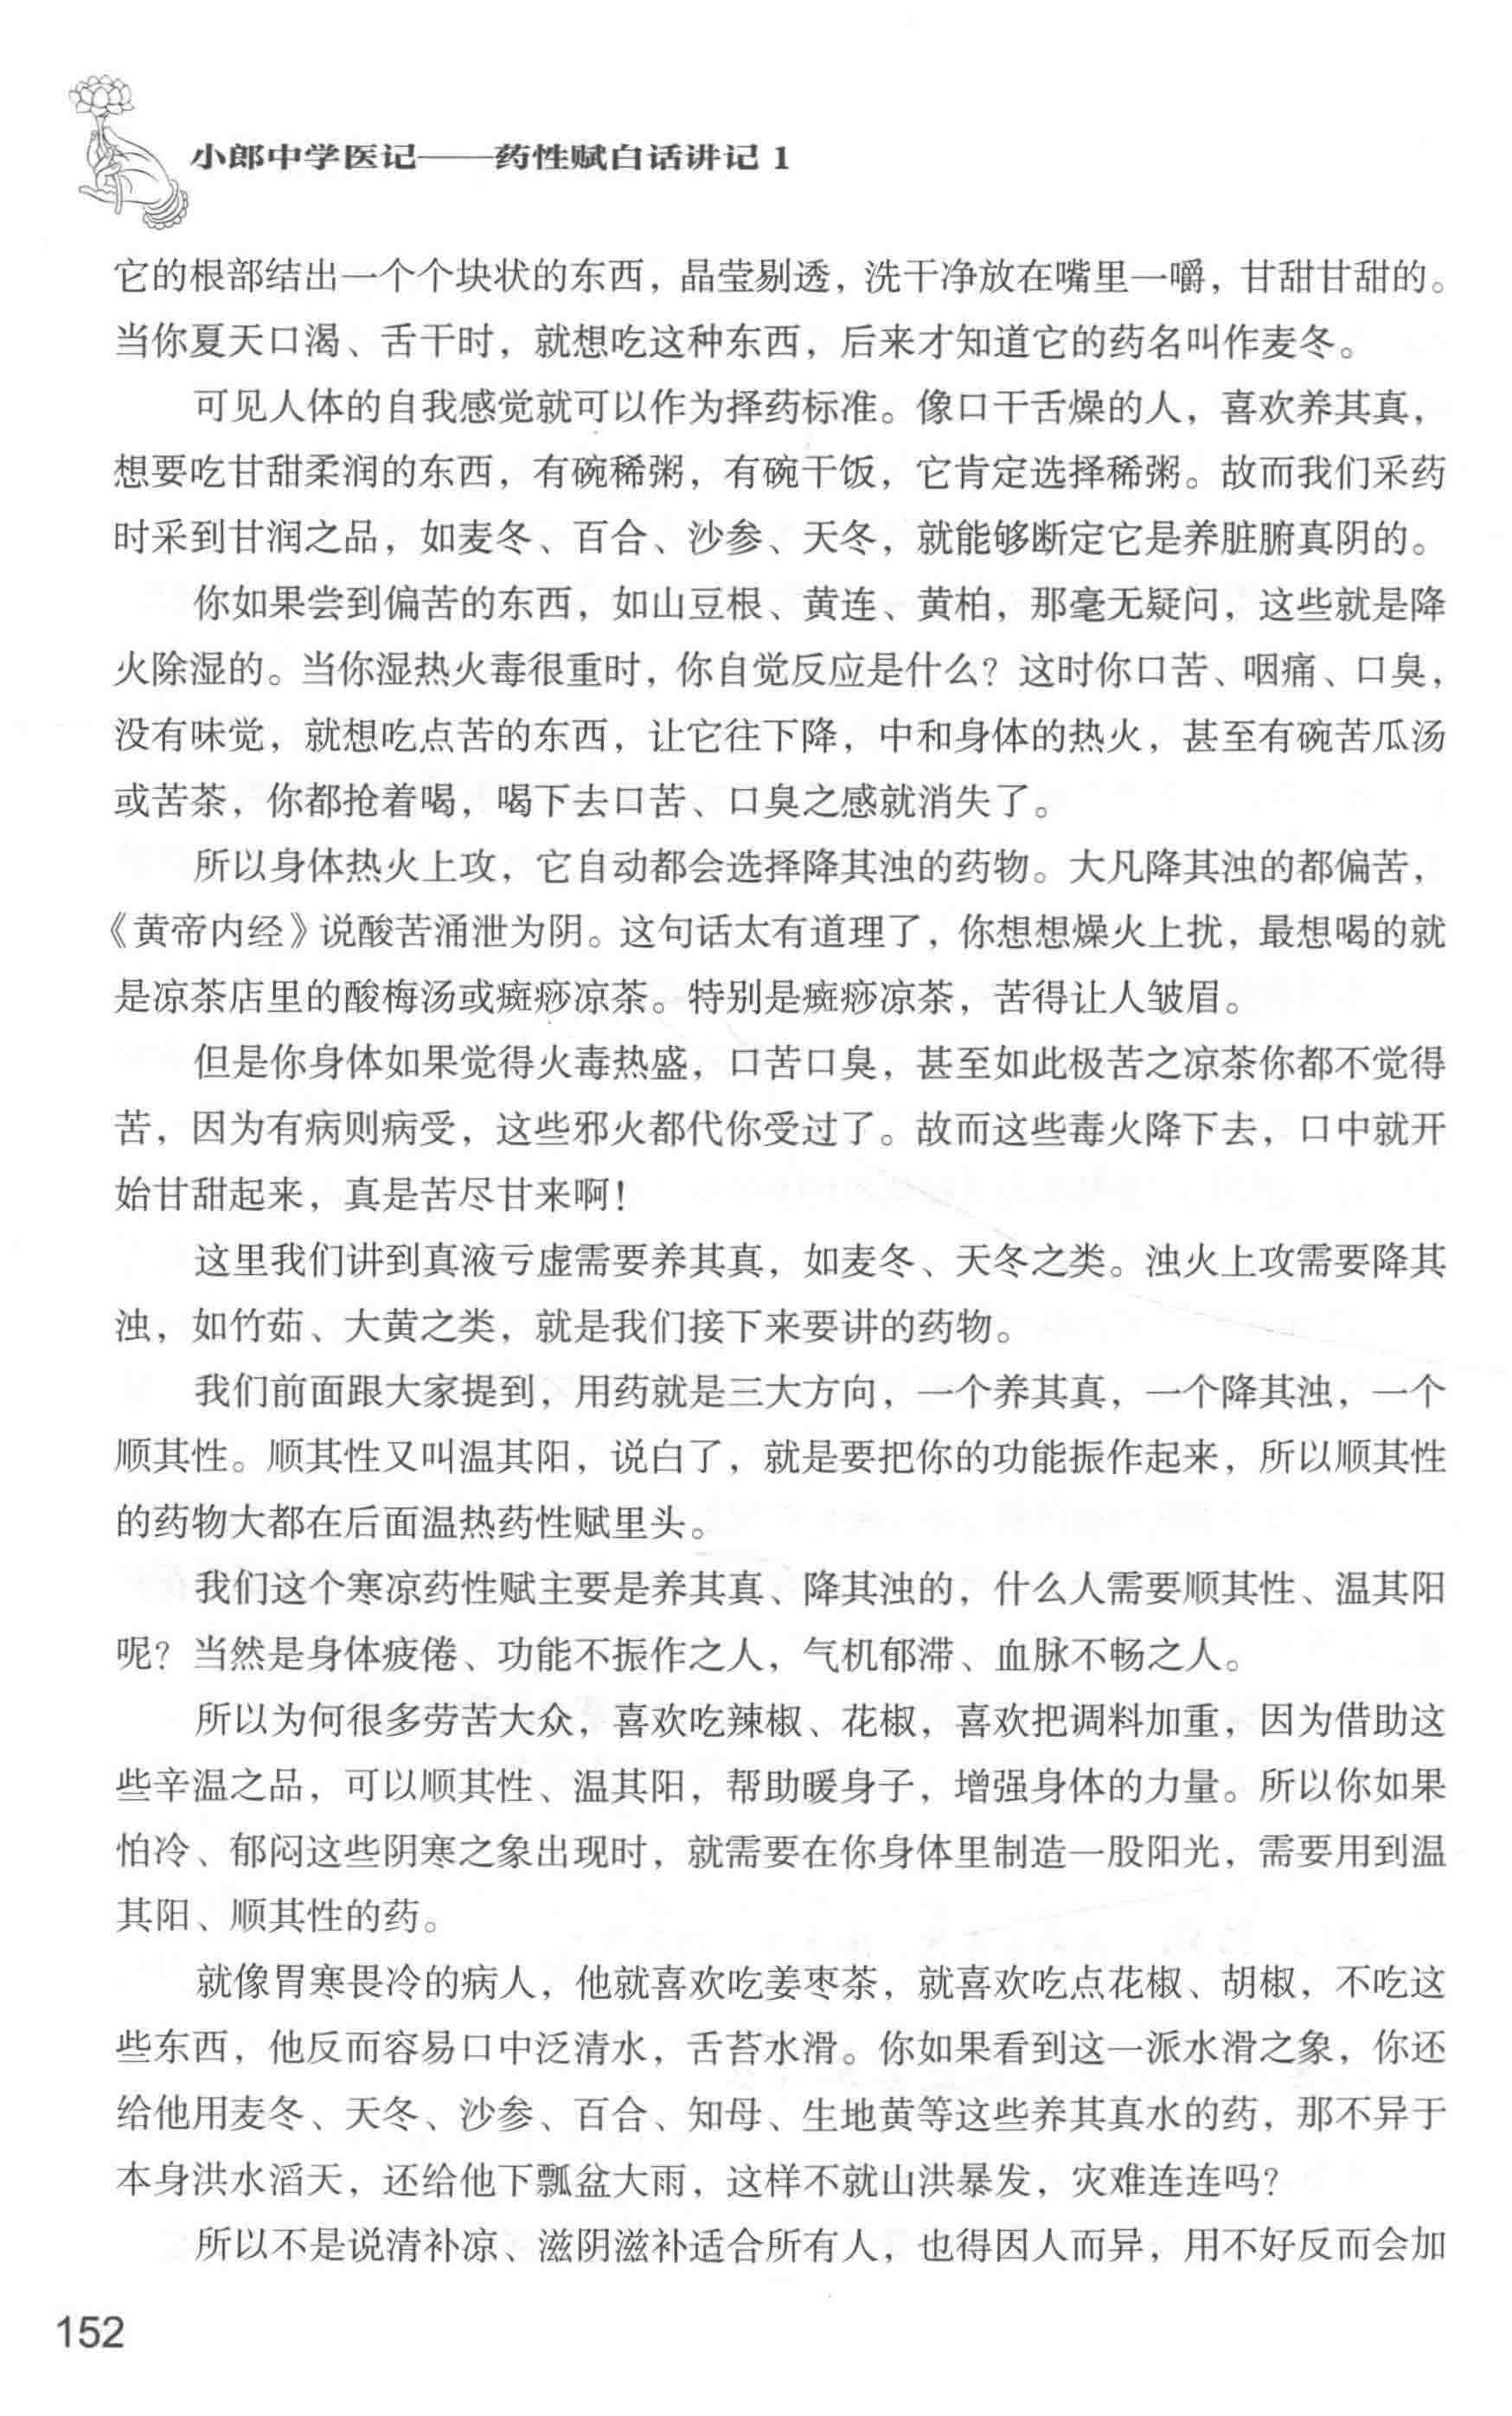 小郎中学医记——药性赋白话讲记 1
它的根部结出一个个块状的东西，晶莹剔透，洗干净放在嘴里一嚼，甘甜甘甜的。
当你夏天口渴、舌干时，就想吃这种东西，后来才知道它的药名叫作麦冬。
可见人体的自我感觉就可以作为择药标准。像口干舌燥的人，喜欢养其真，
想要吃甘甜柔润的东西，有碗稀粥，有碗干饭，它肯定选择稀粥。故而我们采药
时采到甘润之品，如麦冬、百合、沙参、天冬，就能够断定它是养脏腑真阴的。
你如果尝到偏苦的东西，如山豆根、黄连、黄柏，那毫无疑问，这些就是降
火除湿的。当你湿热火毒很重时，你自觉反应是什么？这时你口苦、咽痛、口臭，
没有味觉，就想吃点苦的东西，让它往下降，中和身体的热火，甚至有碗苦瓜汤
或苦茶，你都抢着喝，喝下去口苦、口臭之感就消失了。
所以身体热火上攻，它自动都会选择降其浊的药物。大凡降其浊的都偏苦，
《黄帝内经》说酸苦涌泄为阴。这句话太有道理了，你想想燥火上扰，最想喝的就
是凉茶店里的酸梅汤或癍痧凉茶。特别是癍痧凉茶，苦得让人皱眉。
但是你身体如果觉得火毒热盛，口苦口臭，甚至如此极苦之凉茶你都不觉得
苦，因为有病则病受，这些邪火都代你受过了。故而这些毒火降下去，口中就开
始甘甜起来，真是苦尽甘来啊！
这里我们讲到真液亏虚需要养其真，如麦冬、天冬之类。浊火上攻需要降其
浊，如竹茹、大黄之类，就是我们接下来要讲的药物。
我们前面跟大家提到，用药就是三大方向，一个养其真，一个降其浊，一个
顺其性。顺其性又叫温其阳，说白了，就是要把你的功能振作起来，所以顺其性
的药物大都在后面温热药性赋里头。
我们这个寒凉药性赋主要是养其真、降其浊的，什么人需要顺其性、温其阳
呢？当然是身体疲倦、功能不振作之人，气机郁滞、血脉不畅之人。
所以为何很多劳苦大众，喜欢吃辣椒、花椒，喜欢把调料加重，因为借助这
些辛温之品，可以顺其性、温其阳，帮助暖身子，增强身体的力量。所以你如果
怕冷、郁闷这些阴寒之象出现时，就需要在你身体里制造一股阳光，需要用到温
其阳、顺其性的药。
就像胃寒畏冷的病人，他就喜欢吃姜枣茶，就喜欢吃点花椒、胡椒，不吃这
些东西，他反而容易口中泛清水，舌苔水滑。你如果看到这一派水滑之象，你还
给他用麦冬、天冬、沙参、百合、知母、生地黄等这些养其真水的药，那不异于
本身洪水滔天，还给他下瓢盆大雨，这样不就山洪暴发，灾难连连吗？
所以不是说清补凉、滋阴滋补适合所有人，也得因人而异，用不好反而会加
152